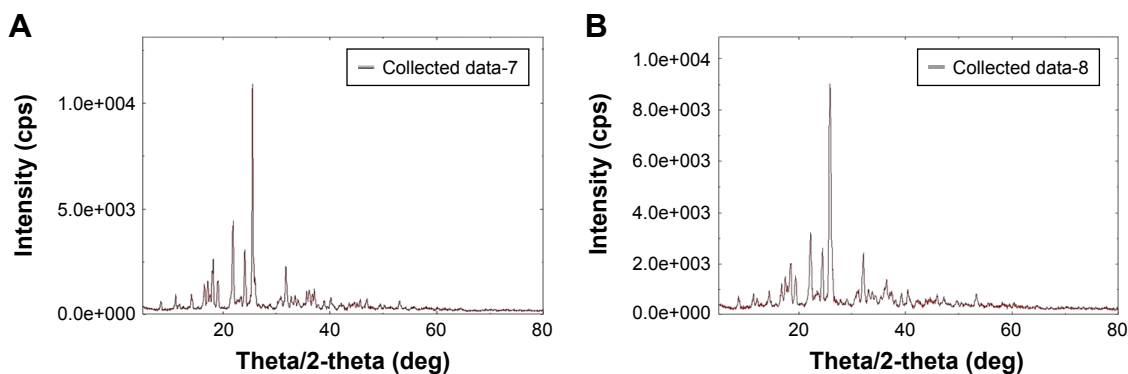 A
Collected data-7
Intensity (cps)
1.0e+004
5.0e+003
0.0e+000
20
40
60
80
Theta/2-theta (deg)
B
Collected data-8
Intensity (cps)
1.0e+004
8.0e+003
6.0e+003
4.0e+003
2.0e+003
0.0e+000
20
40
60
80
Theta/2-theta (deg)